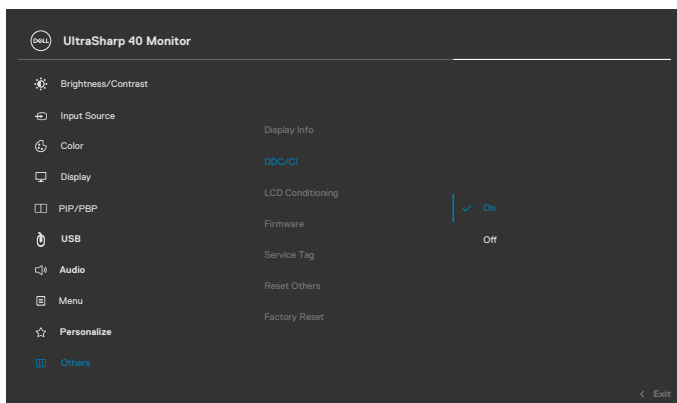 DELL UltraSharp 40 Monitor
Brightness/Contrast
Input Source
Color
Display
PIP/PBP
USB
Audio
Menu
Personalize
Others
Display Info
DDC/CI
LCD Conditioning
Firmware
Service Tag
Reset Others
Factory Reset
On
Off
Exit